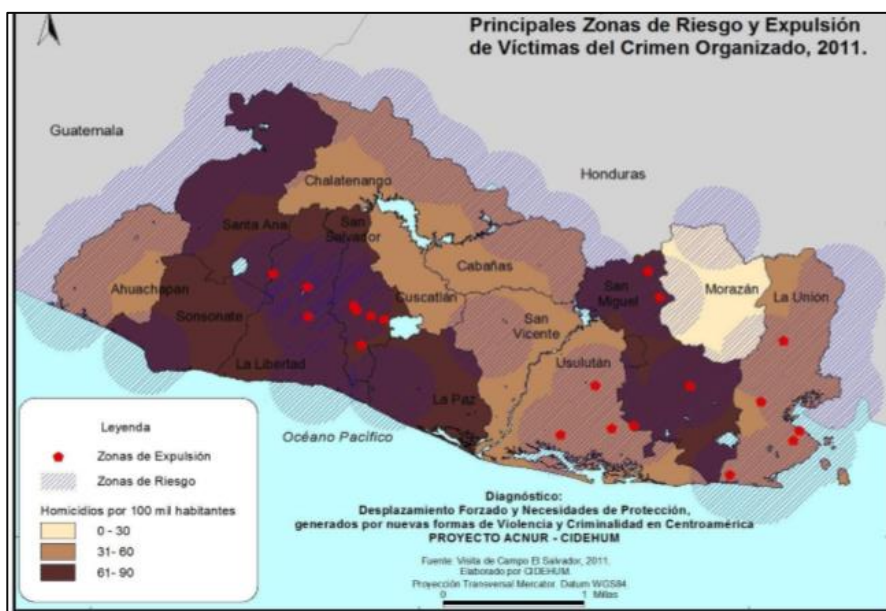 Principales Zonas de Riesgo y Expulsión
de Víctimas del Crimen Organizado, 2011.
Guatemala
Honduras
Chalatenango
Santa Ana
San
Salvador
Cabañas
San
Miguel
Morazán
La Unión
Ahuachapan
Cuscatlán
Sonsonate
San
Vicente
Usulután
La Libertad
La Paz
Océano Pacifico
Leyenda
Zonas de Expulsión
Zonas de Riesgo
Homicidios por 100 mil habitantes
0 - 30
31- 60
61 - 90
Diagnóstico:
Desplazamiento Forzado y Necesidades de Protección,
generados por nuevas formas de Violencia y Criminalidad en Centroamérica
PROYECTO ACNUR - CIDEHUM
Fuente: Visita de Campo El Salvador, 2011.
Elaborado por CIDEHUM.
Proyección Transversal Mercator. Datum WGS84.
0 1
Millas